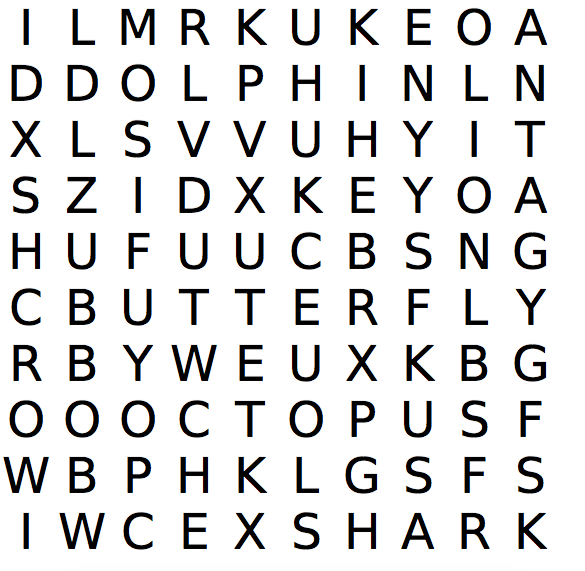 I L M R K U K E O A
D D O L P H I N L N
X L S V V U H Y I T
S Z I D X K E Y O A
H U F U U C B S N G
C B U T T E R F L Y
R B Y W E U X K B G
O O O C T O P U S F
W B P H K L G S F S
I W C E X S H A R K